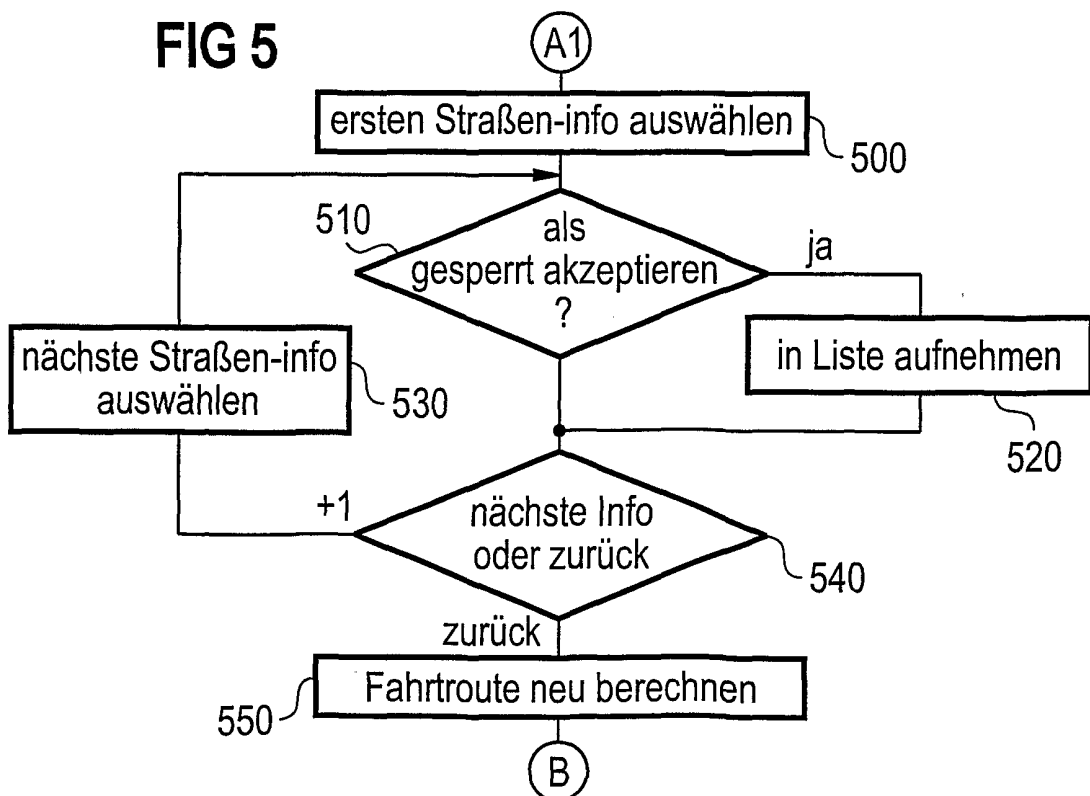 FIG 5
A1
ersten Straßen-info auswählen
500
510
als
gesperrt akzeptieren
?
ja
nächste Straßen-info
auswählen
530
in Liste aufnehmen
520
+1
nächste Info
oder zurück
540
zurück
Fahrtroute neu berechnen
550
B